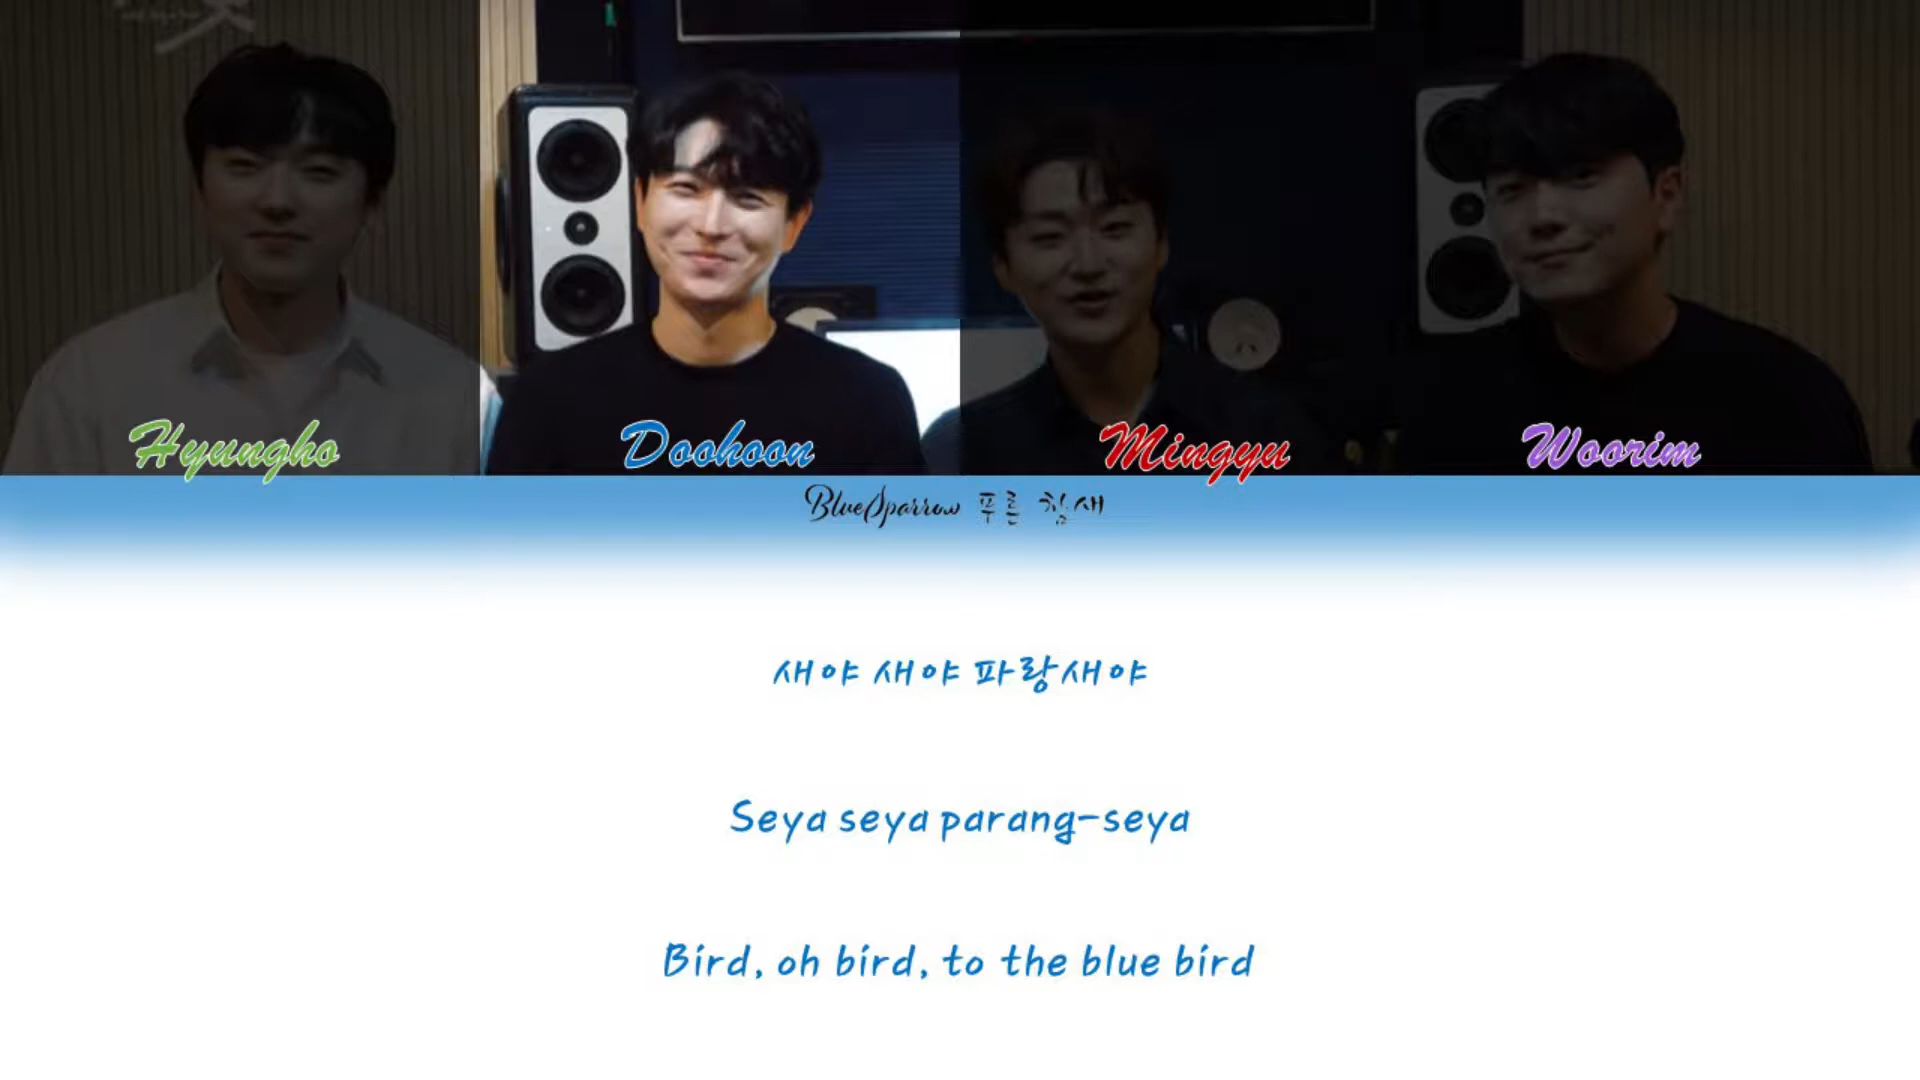 Hyungho Doohoon Mingyu Woorim
BlueSparrow 푸른 참새
새야 새야 파랑새야
Seya seya parang-seya
Bird, oh bird, to the blue bird